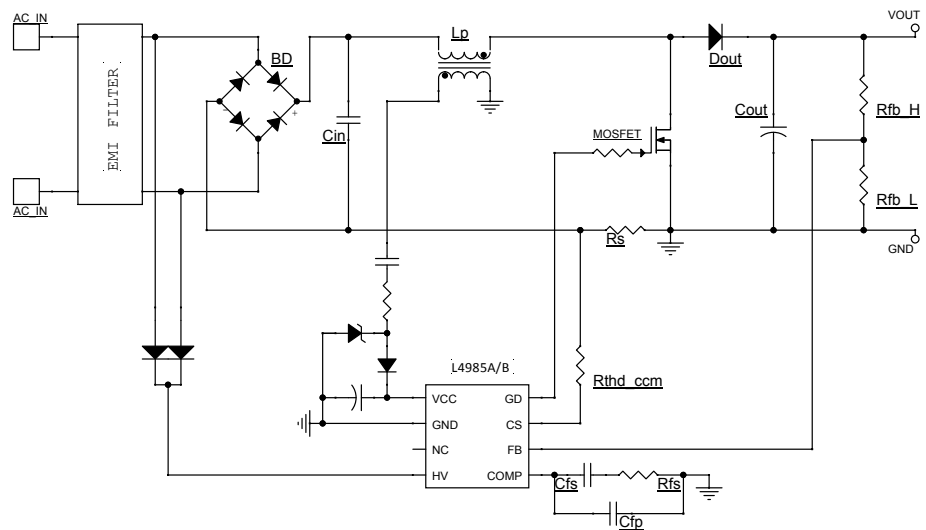 AC_IN
VOUT
Lp
BD
Dout
EMI FILTER
Cout
Rfb_H
Cin
MOSFET
Rfb_L
AC_IN
Rs
GND
L4985A/B
Rthd_ccm
VCC GD
GND CS
NC FB
HV COMP
Cfs Rfs
Cfp